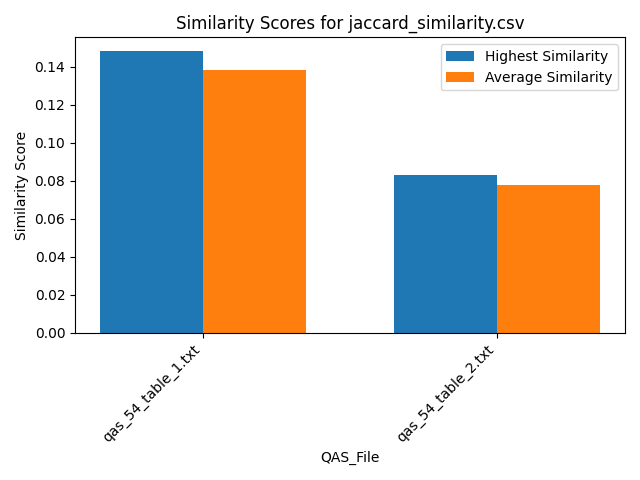 Similarity Scores for jaccard_similarity.csv
Highest Similarity
Average Similarity
Similarity Score
0.14
0.12
0.10
0.08
0.06
0.04
0.02
0.00
qas_54_table_1.txt
qas_54_table_2.txt
QAS_File